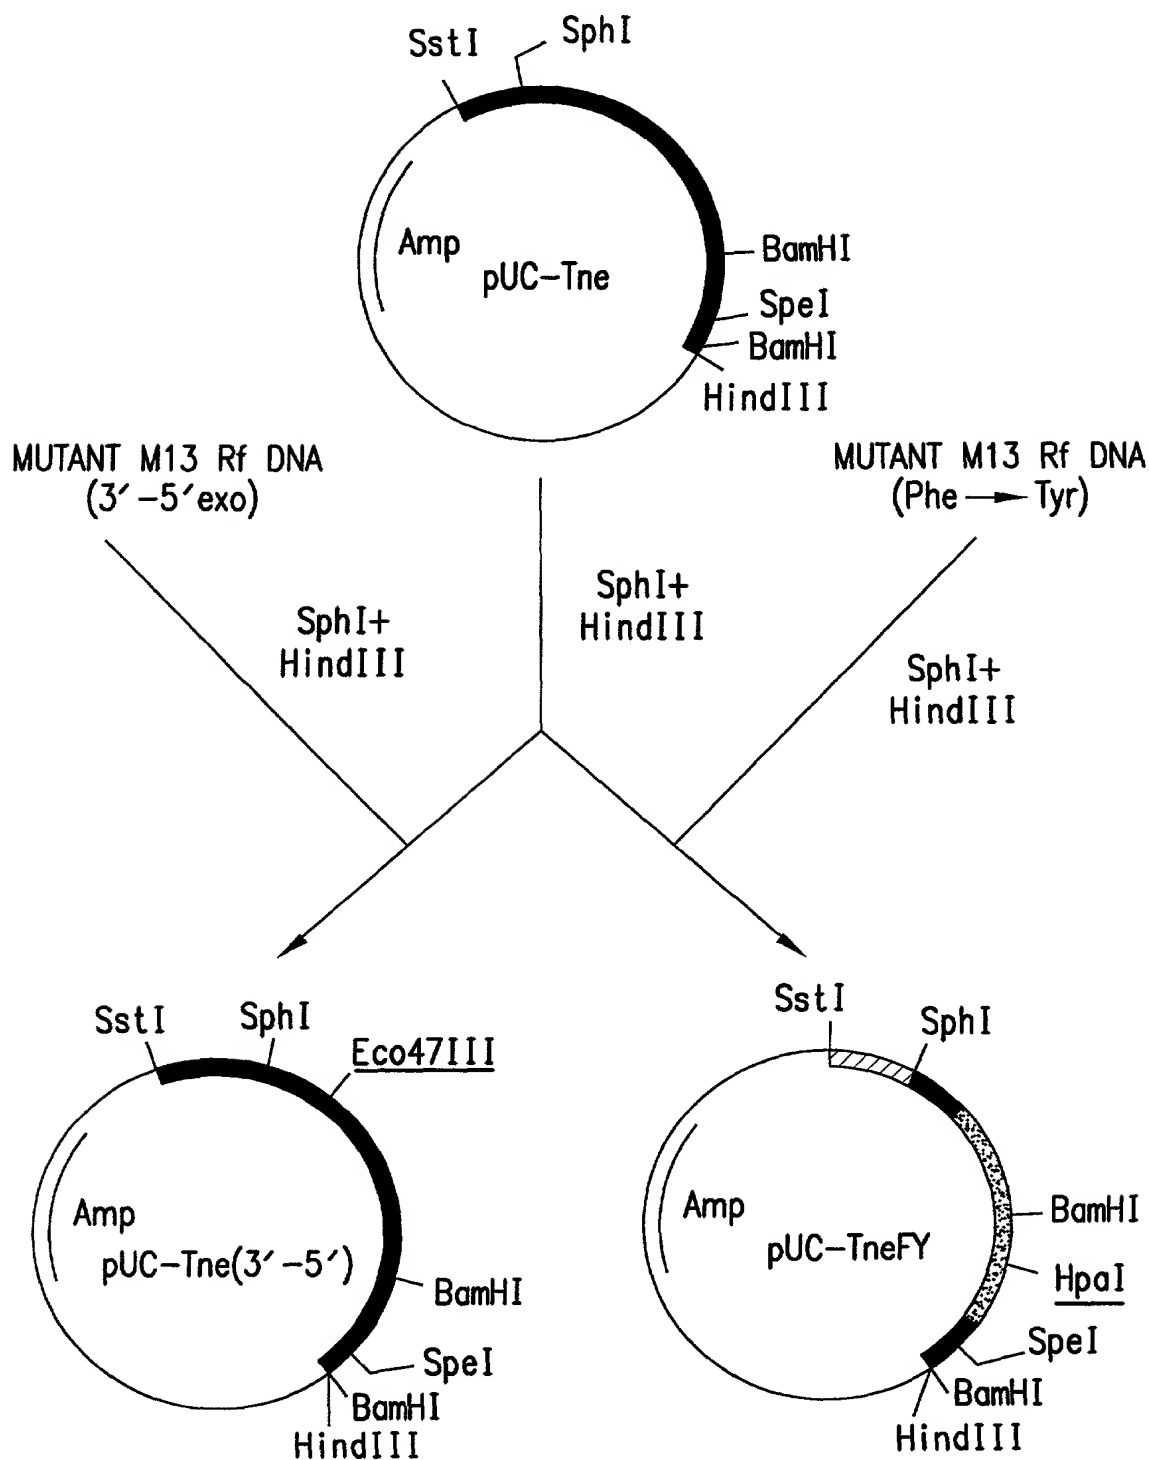 SstI
SphI
Amp
pUC-Tne
BamHI
SpeI
BamHI
HindIII
MUTANT M13 Rf DNA
(3′-5′exo)
MUTANT M13 Rf DNA
(Phe → Tyr)
SphI+
HindIII
SphI+
HindIII
SphI+
HindIII
SstI
SphI
Eco47III
Amp
pUC-Tne(3′-5′)
BamHI
SpeI
BamHI
HindIII
SstI
SphI
Amp
pUC-TneFY
BamHI
HpaI
SpeI
BamHI
HindIII